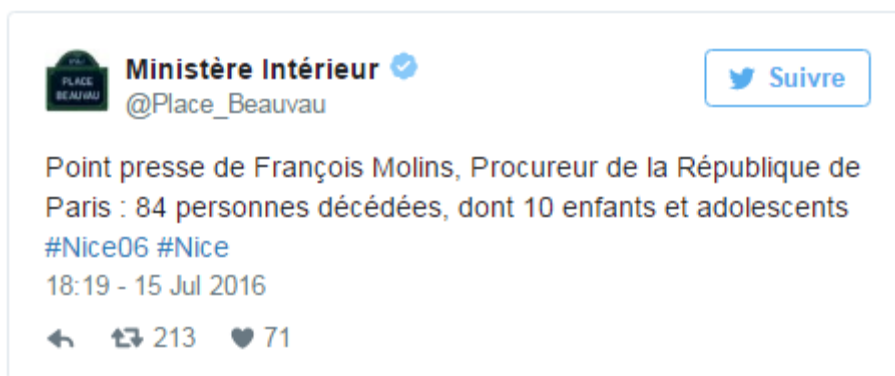 PLACE
BEAUVAU
Ministère Intérieur
@Place_Beauvau
Suivre
Point presse de François Molins, Procureur de la République de
Paris : 84 personnes décédées, dont 10 enfants et adolescents
#Nice06 #Nice
18:19 - 15 Jul 2016
213 71